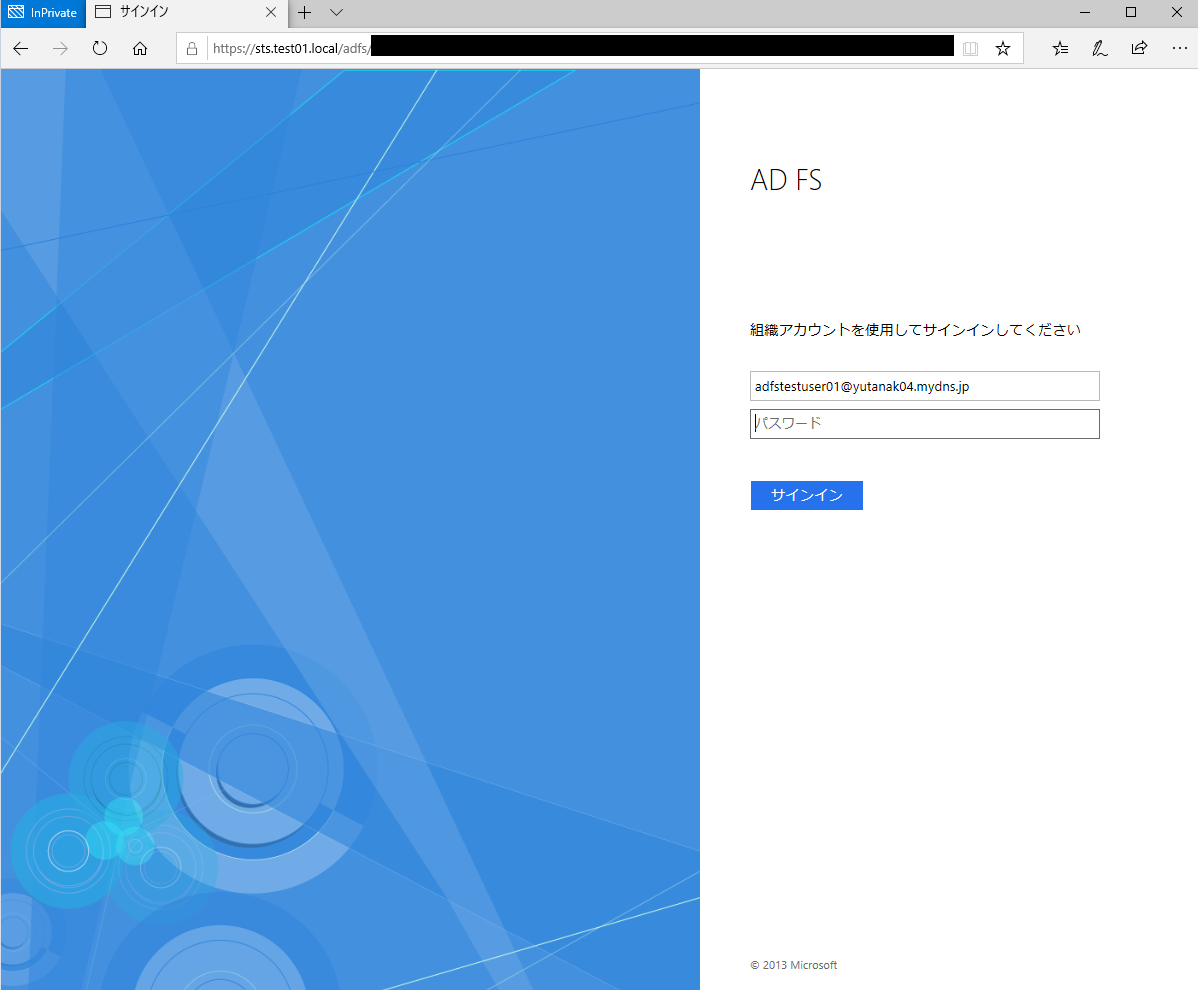 InPrivate
サインイン
https://sts.test01.local/adfs/
AD FS
組織アカウントを使用してサインインしてください
adfstestuser01@yutanak04.mydns.jp
パスワード
サインイン
© 2013 Microsoft